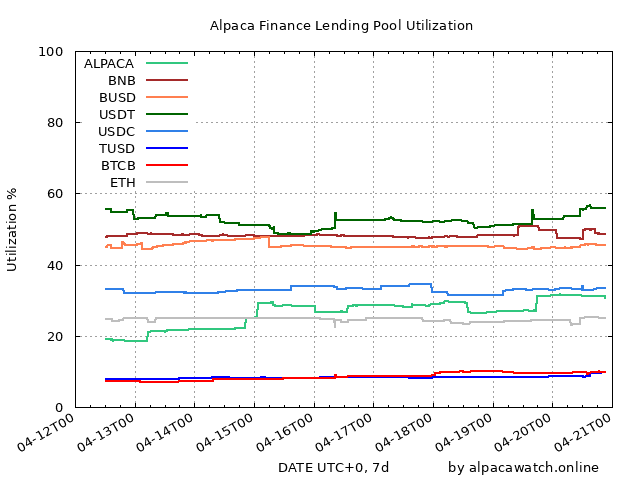 Alpaca Finance Lending Pool Utilization
100
80
60
40
20
0
Utilization %
ALPACA
BNB
BUSD
USDT
USDC
TUSD
BTCB
ETH
04-12T00
04-13T00
04-14T00
04-15T00
04-16T00
04-17T00
04-18T00
04-19T00
04-20T00
04-21T00
DATE UTC+0, 7d
by alpacawatch.online